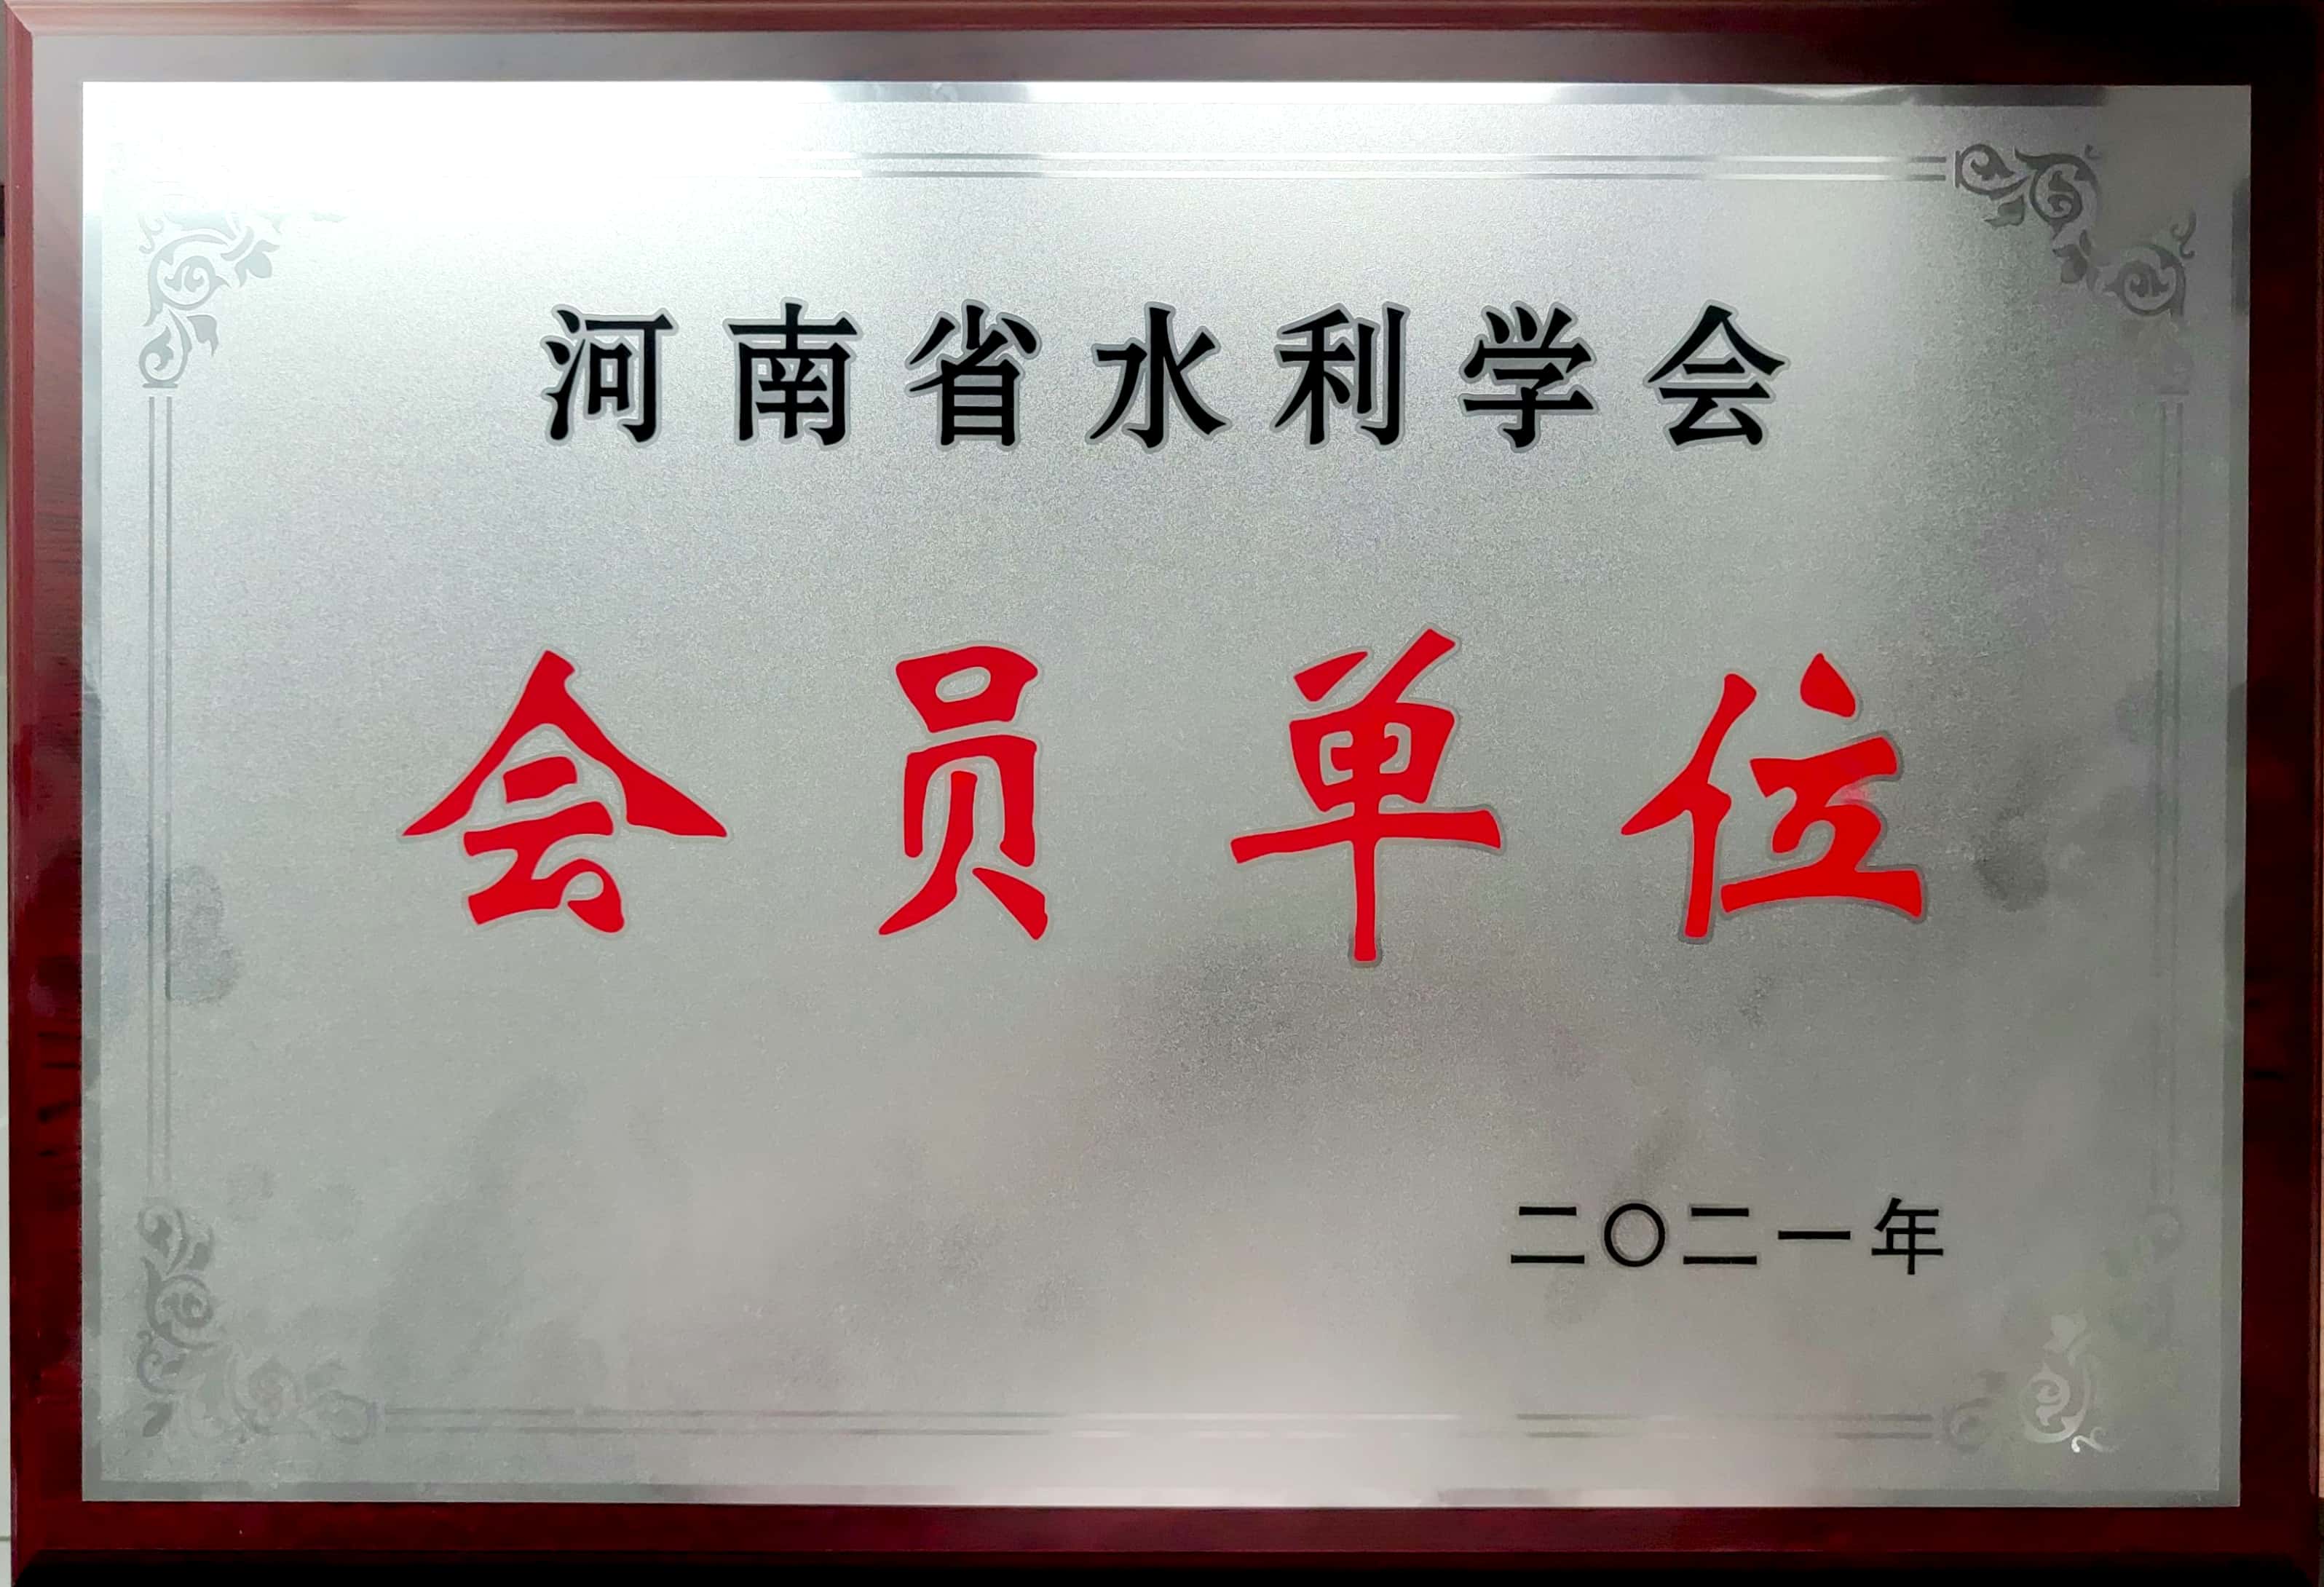 河南省水利学会
会员单位
二〇二一年